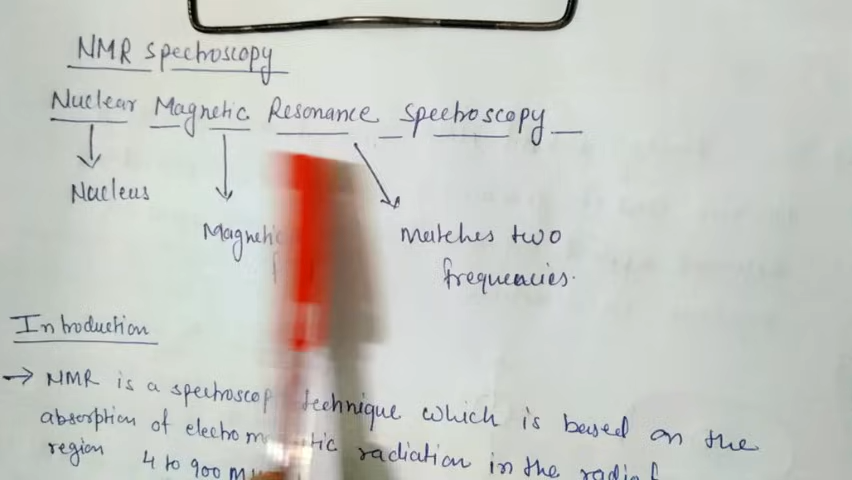 NMR spectroscopy
Nuclear Magnetic Resonance spectroscopy
Nucleus
Magnetic
Matches two
frequencies.
Introduction
→ NMR is a technique which is based on the
absorption of radiation in the
region 4 to 900